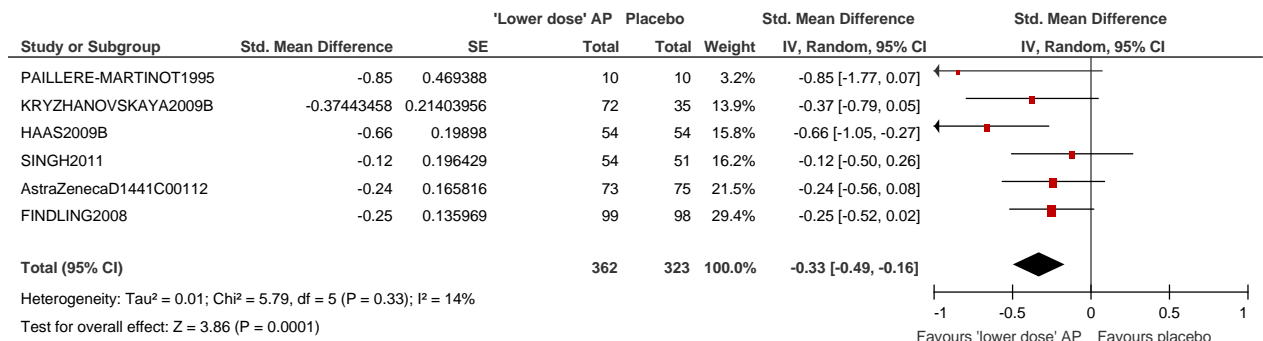 'Lower dose' AP Placebo Std. Mean Difference Std. Mean Difference
Study or Subgroup Std. Mean Difference SE Total Total Weight IV, Random, 95% CI IV, Random, 95% CI
PAILLERE-MARTINOT1995 -0.85 0.469388 10 10 3.2% -0.85 [-1.77, 0.07]
KRYZHANOVSKAYA2009B -0.37443458 0.21403956 72 35 13.9% -0.37 [-0.79, 0.05]
HAAS2009B -0.66 0.19898 54 54 15.8% -0.66 [-1.05, -0.27]
SINGH2011 -0.12 0.196429 54 51 16.2% -0.12 [-0.50, 0.26]
AstraZenecaD1441C00112 -0.24 0.165816 73 75 21.5% -0.24 [-0.56, 0.08]
FINDLING2008 -0.25 0.135969 99 98 29.4% -0.25 [-0.52, 0.02]
Total (95% CI) 362 323 100.0% -0.33 [-0.49, -0.16]
Heterogeneity: Tau² = 0.01; Chi² = 5.79, df = 5 (P = 0.33); I² = 14%
Test for overall effect: Z = 3.86 (P = 0.0001)
-1 -0.5 0 0.5 1
Favours 'lower dose' AP Favours placebo